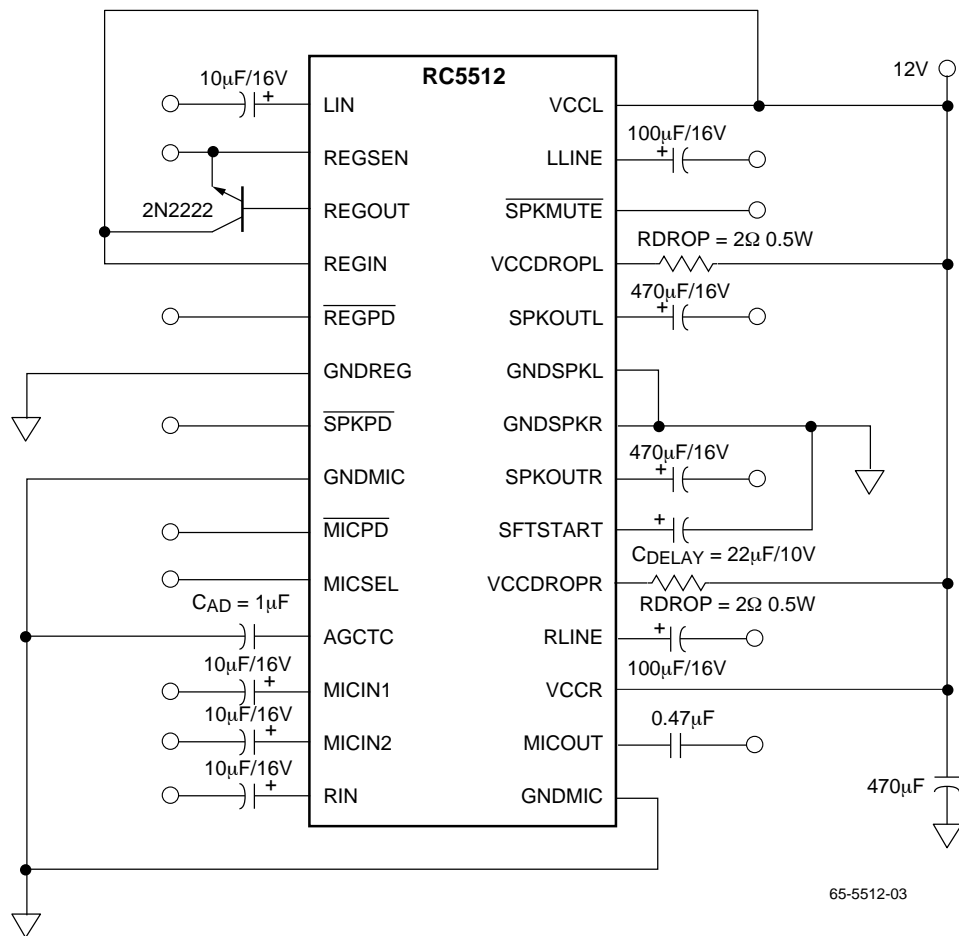 RC5512
12V
10µF/16V
LIN
VCCL
100µF/16V
REGSEN
LLINE
2N2222
REGOUT
SPKMUTE
RDROP = 2Ω 0.5W
REGIN
VCCDROPL
470µF/16V
REGPD
SPKOUTL
GNDREG
GNDSPKL
SPKPD
GNDSPKR
470µF/16V
GNDMIC
SPKOUTR
MICPD
SFTSTART
CDELAY = 22µF/10V
MICSEL
VCCDROPR
CAD = 1µF
RDROP = 2Ω 0.5W
AGCTC
RLINE
10µF/16V
100µF/16V
MICIN1
VCCR
10µF/16V
0.47µF
MICIN2
MICOUT
10µF/16V
470µF
RIN
GNDMIC
65-5512-03